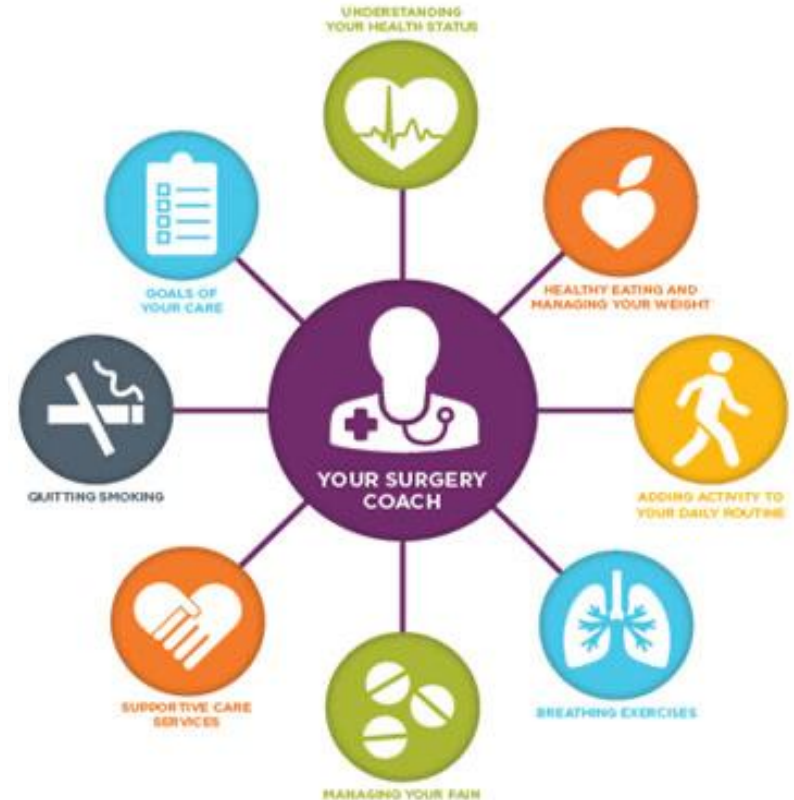 UNDERSTANDING
YOUR HEALTH STATUS
HEALTHY EATING AND
MANAGING YOUR WEIGHT
ADDING ACTIVITY TO
YOUR DAILY ROUTINE
BREATHING EXERCISES
MANAGING YOUR PAIN
SUPPORTIVE CARE
SERVICES
QUITTING SMOKING
GOALS OF
YOUR CARE
YOUR SURGERY
COACH